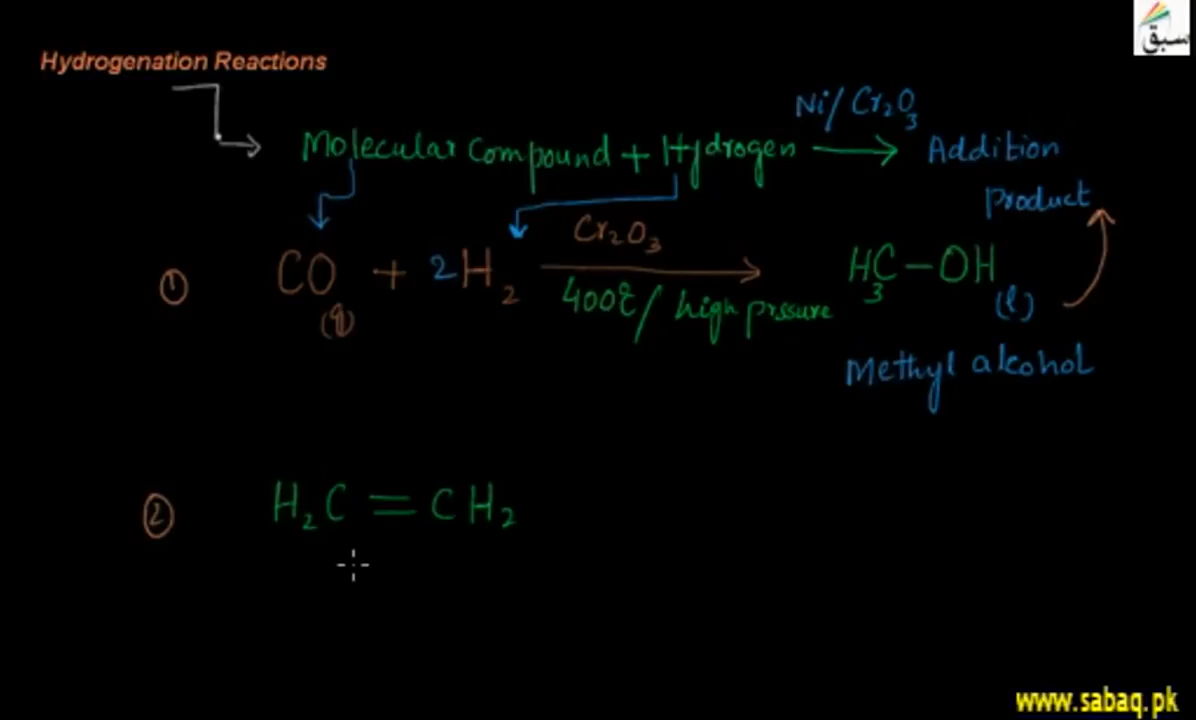 سبق
Hydrogenation Reactions
Ni/Cr₂O₃
Molecular Compound + Hydrogen → Addition
product
Cr₂O₃
① CO(g) + 2H₂ → H₃C-OH(l)
400℃/ high pssure
Methyl alcohol
② H₂C=CH₂
www.sabaq.pk